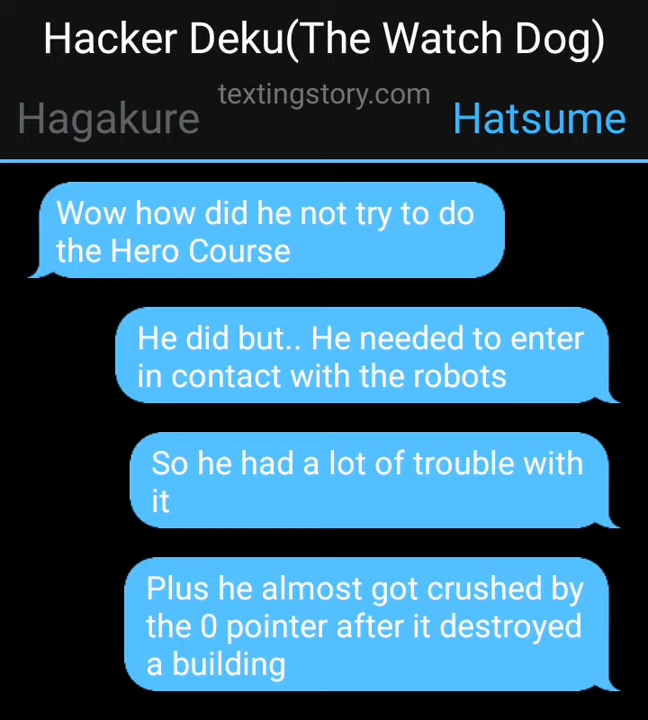 Hacker Deku(The Watch Dog)
textingstory.com
Hagakure
Hatsume
Wow how did he not try to do
the Hero Course
He did but.. He needed to enter
in contact with the robots
So he had a lot of trouble with
it
Plus he almost got crushed by
the 0 pointer after it destroyed
a building